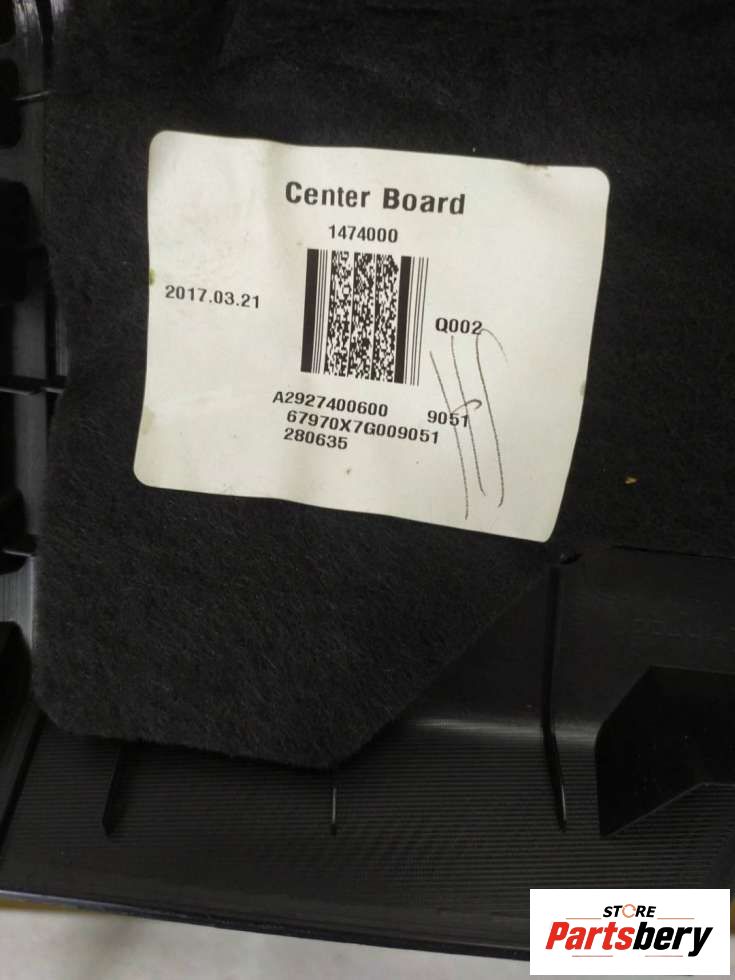 Center Board
1474000
2017.03.21
Q002
A2927400600 9051
67970X7G009051
280635
STORE
Partsbery